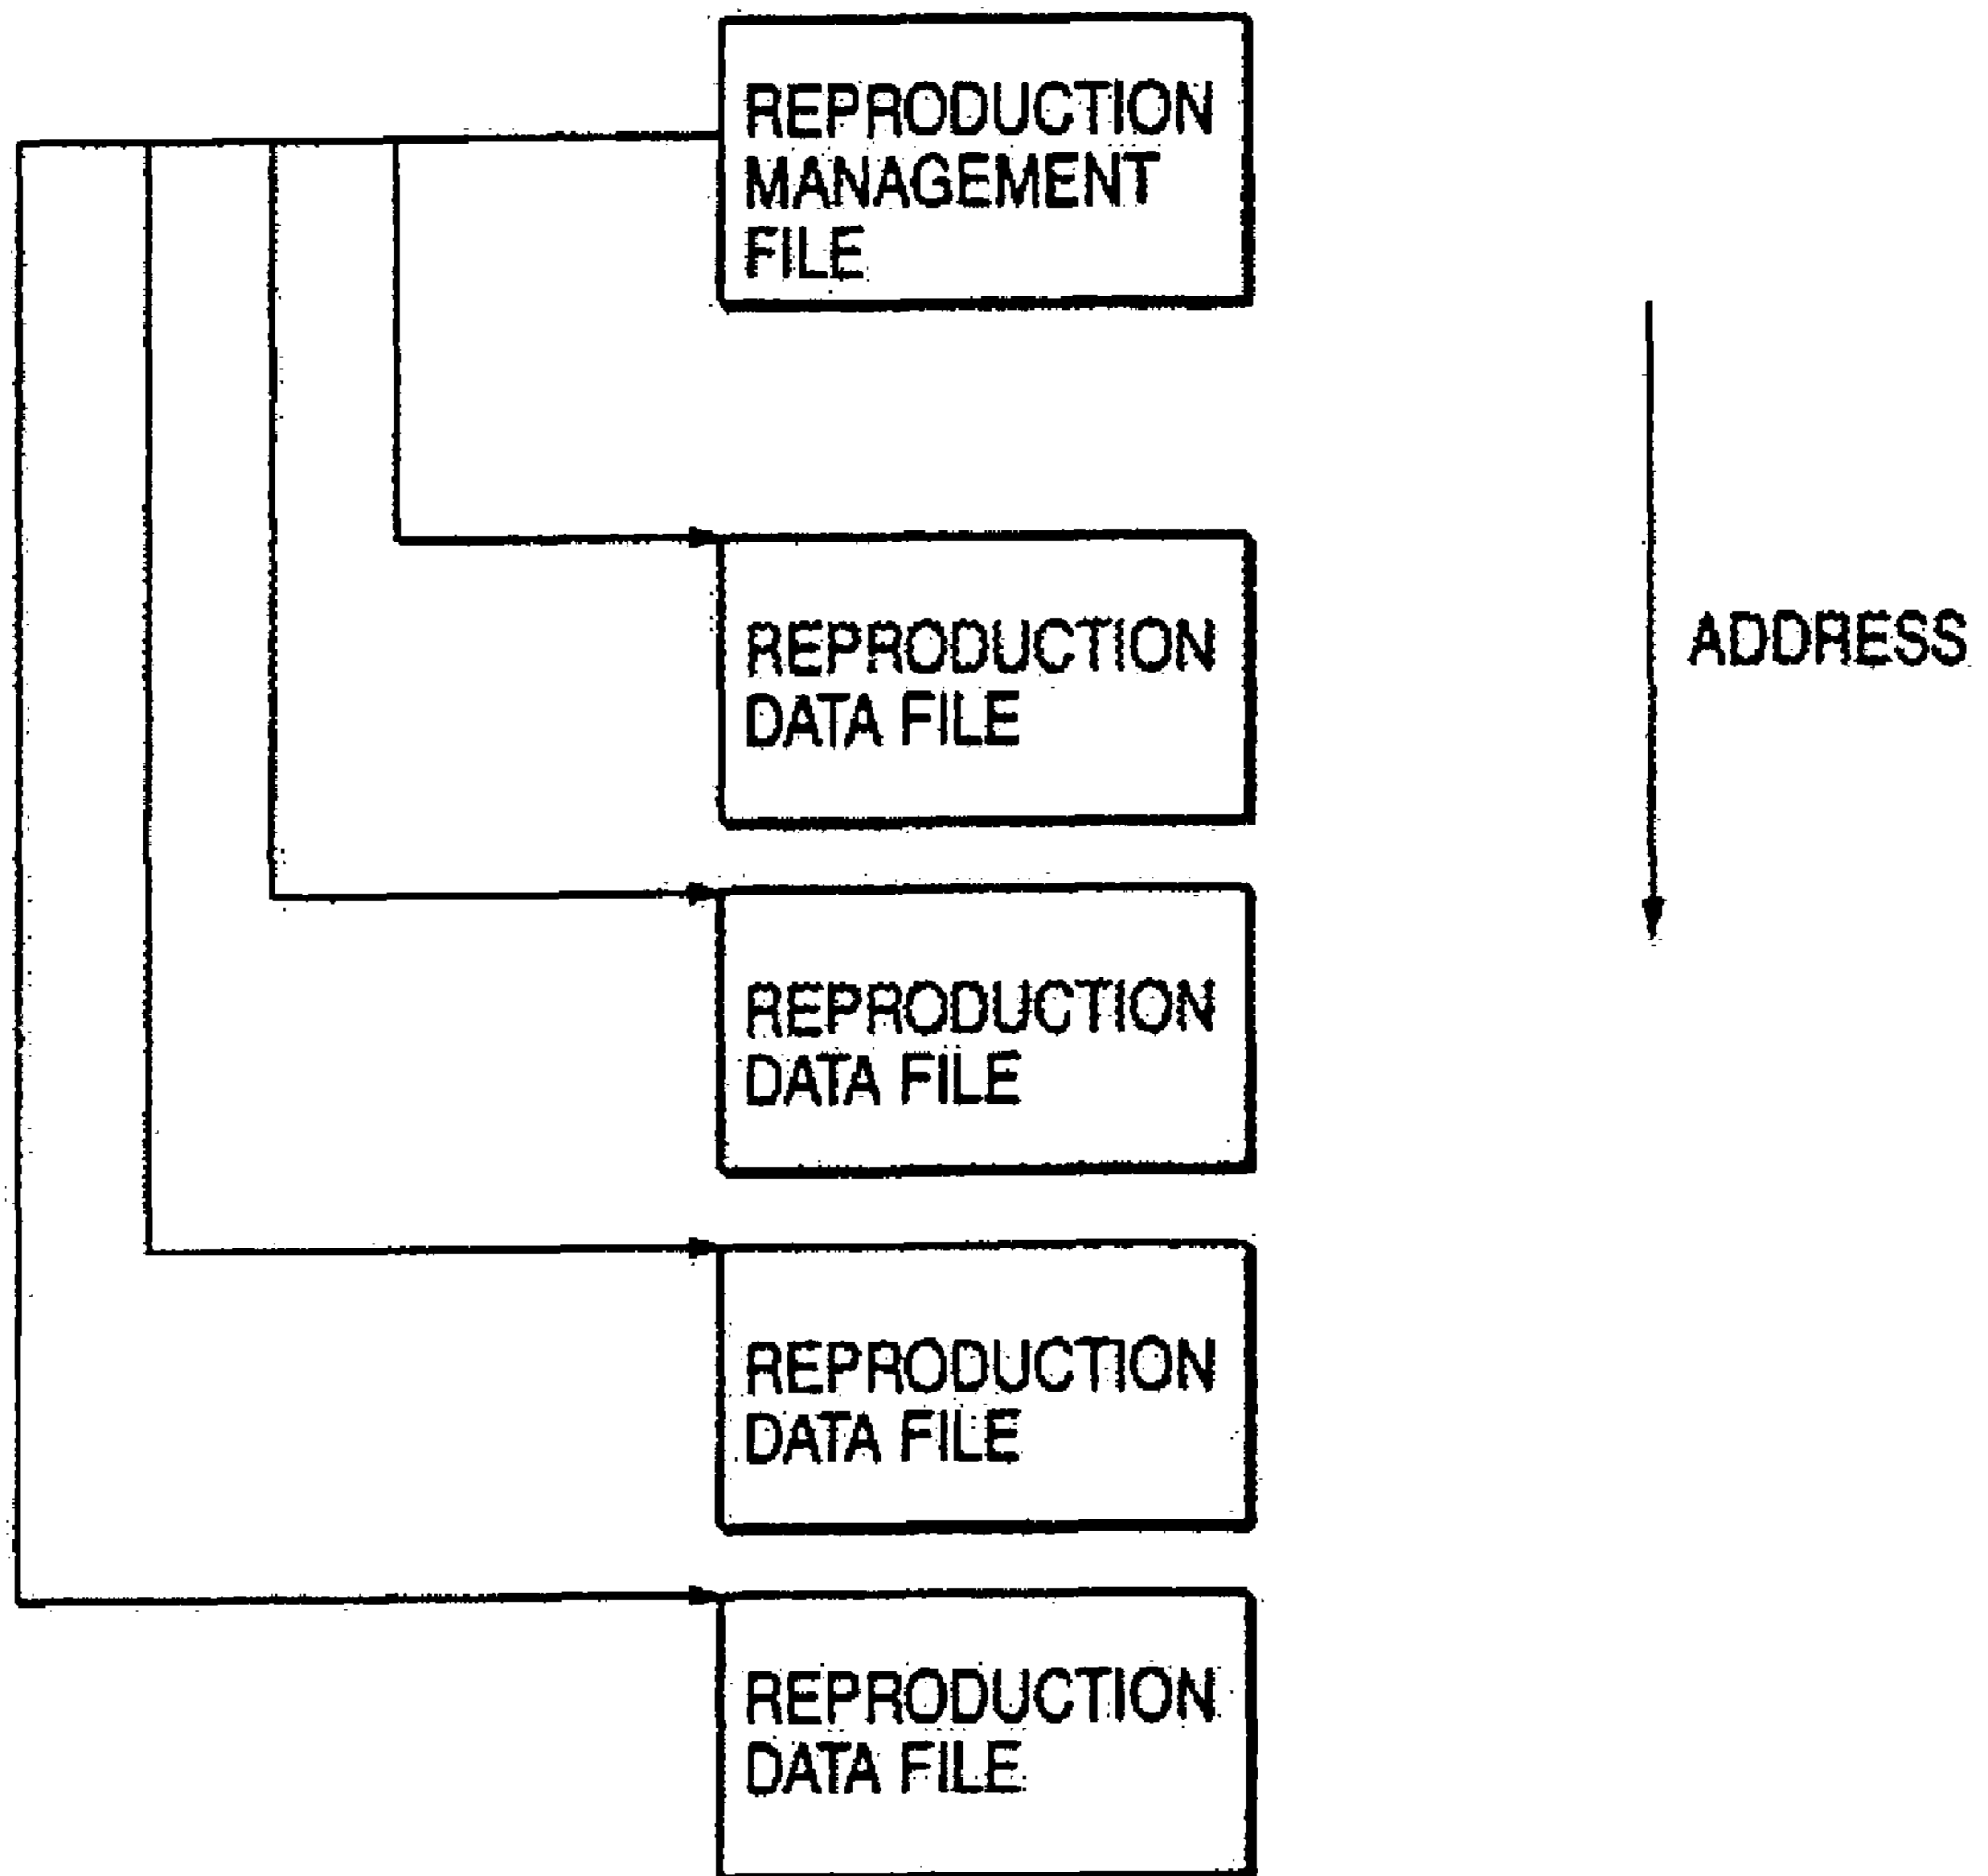 REPRODUCTION
MANAGEMENT
FILE
REPRODUCTION
DATA FILE
ADDRESS
REPRODUCTION
DATA FILE
REPRODUCTION
DATA FILE
REPRODUCTION
DATA FILE